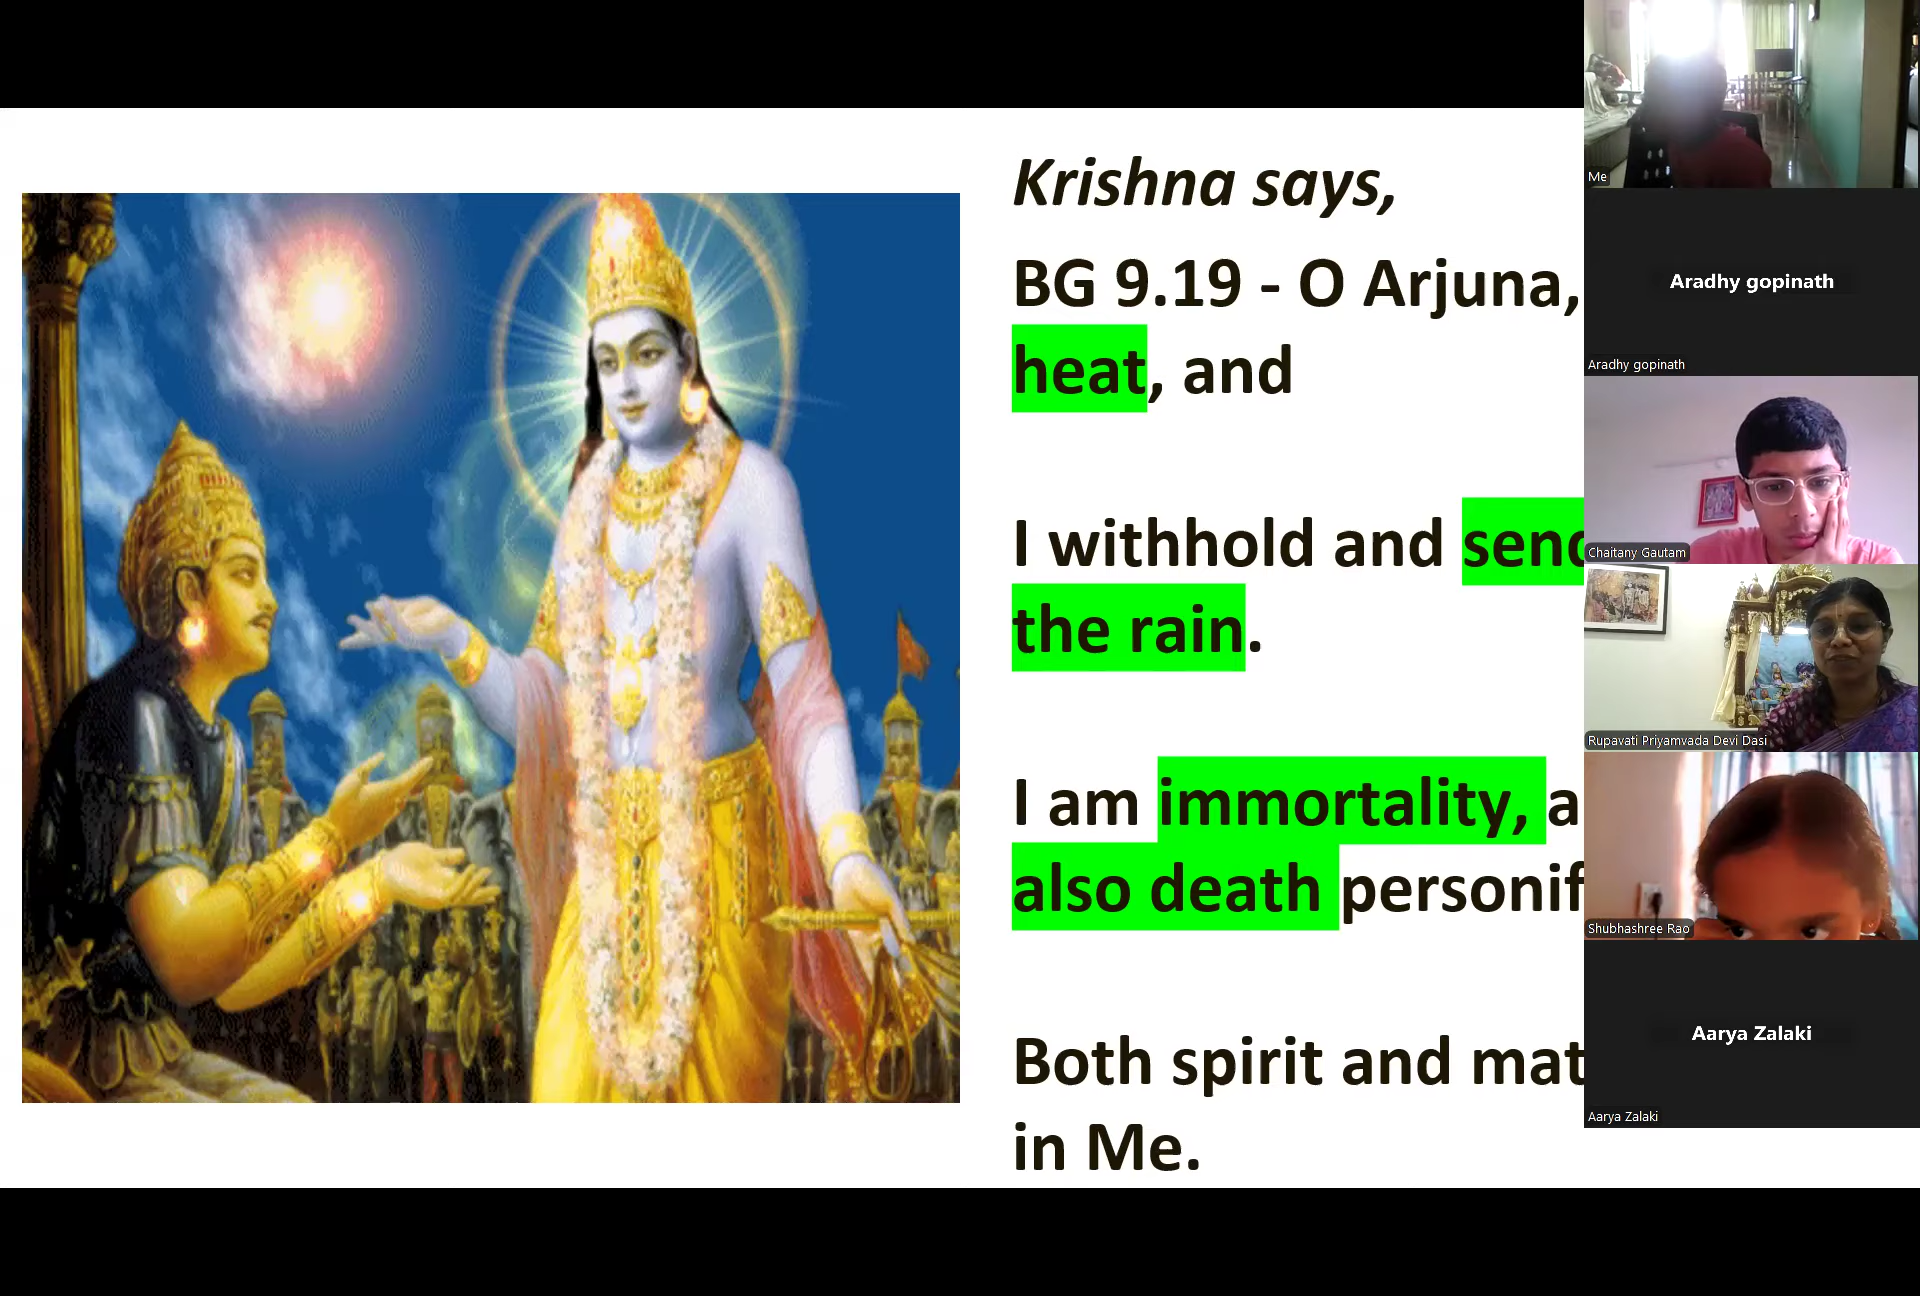 Krishna says,
BG 9.19 - O Arjuna,
heat, and
I withhold and send
the rain.
I am immortality, a
also death personif
Both spirit and mat
in Me.
Me
Aradhy gopinath
Aradhy gopinath
Chaitany Gautam
Rupavati Priyamvada Devi Dasi
Shubhashree Rao
Aarya Zalaki
Aarya Zalaki